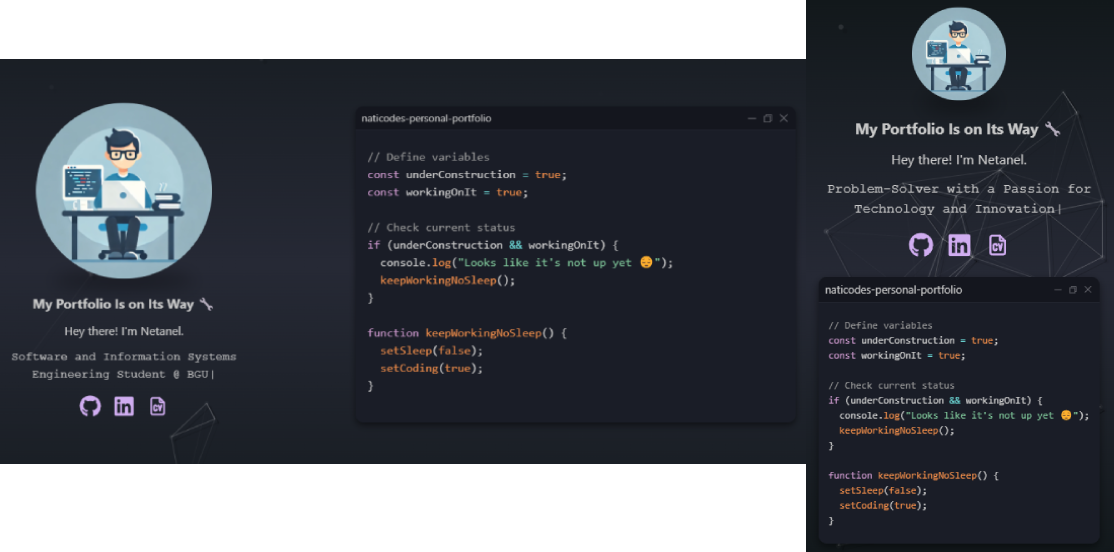 My Portfolio Is on Its Way
Hey there! I'm Netanel.
Software and Information Systems
Engineering Student @ BGU|
CV
naticodes-personal-portfolio
// Define variables
const underConstruction = true;
const workingOnIt = true;
// Check current status
if (underConstruction && workingOnIt) {
console.log("Looks like it's not up yet 😔");
keepWorkingNoSleep();
}
function keepWorkingNoSleep() {
setSleep(false);
setCoding(true);
}
My Portfolio Is on Its Way
Hey there! I'm Netanel.
Problem-Solver with a Passion for
Technology and Innovation|
CV
naticodes-personal-portfolio
// Define variables
const underConstruction = true;
const workingOnIt = true;
// Check current status
if (underConstruction && workingOnIt) {
console.log("Looks like it's not up yet 😔");
keepWorkingNoSleep();
}
function keepWorkingNoSleep() {
setSleep(false);
setCoding(true);
}